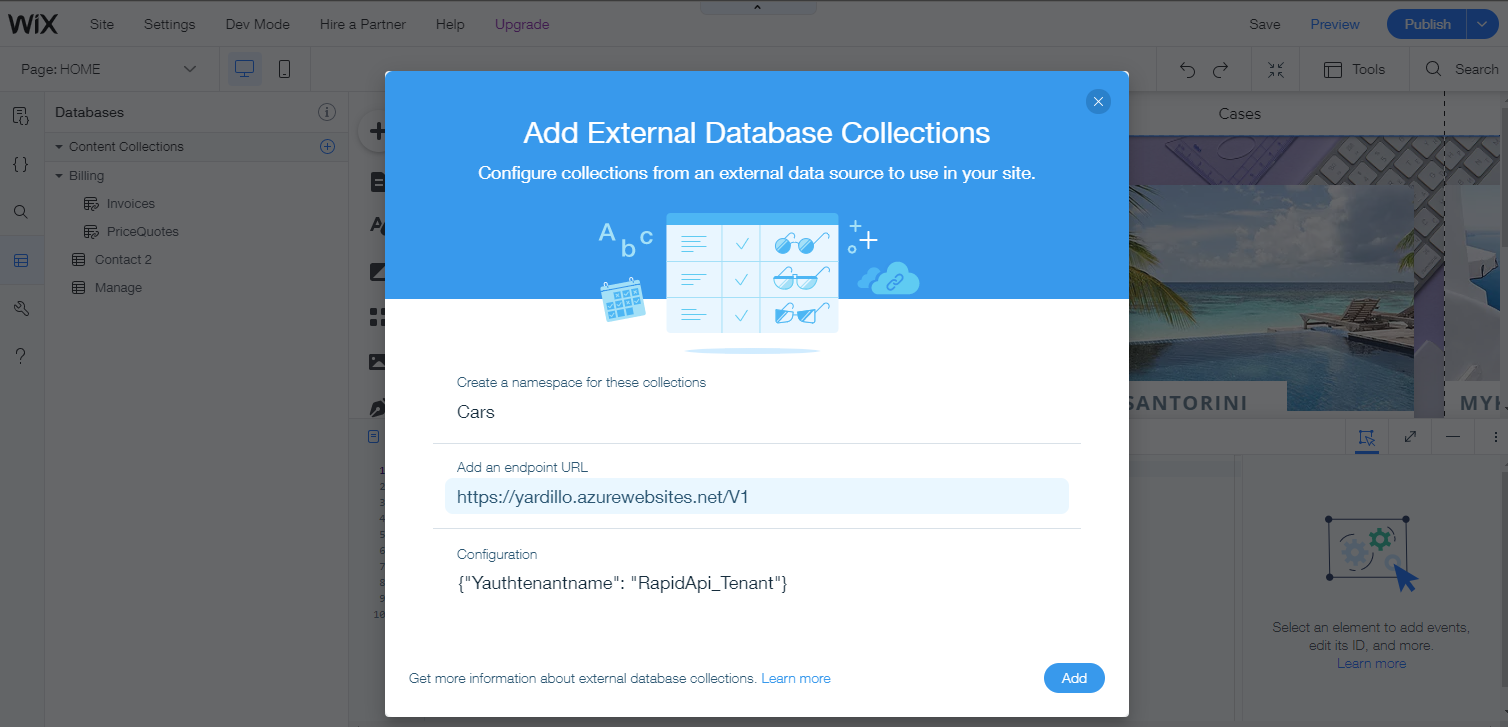 WiX Site Settings Dev Mode Hire a Partner Help Upgrade Save Preview Publish
Page: HOME Tools Search
Databases
Content Collections
Billing
Invoices
PriceQuotes
Contact 2
Manage
Cases
Add External Database Collections
Configure collections from an external data source to use in your site.
A b c
Create a namespace for these collections
Cars
Add an endpoint URL
https://yardillo.azurewebsites.net/V1
Configuration
{"Yauthtenantname": "RapidApi_Tenant"}
Get more information about external database collections. Learn more
Add
SANTORINI
1
2
3
4
5
6
7
8
9
10
Select an element to add events,
edit its ID, and more.
Learn more